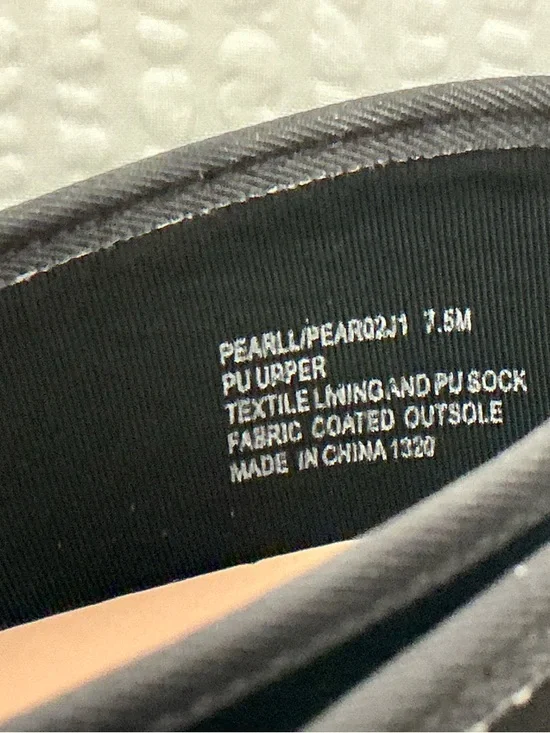 PEARLL/PEAR02J1 7.5M
PU URPER
TEXTILE LINING AND PU SOCK
FABRIC COATED OUTSOLE
MADE IN CHINA 1320